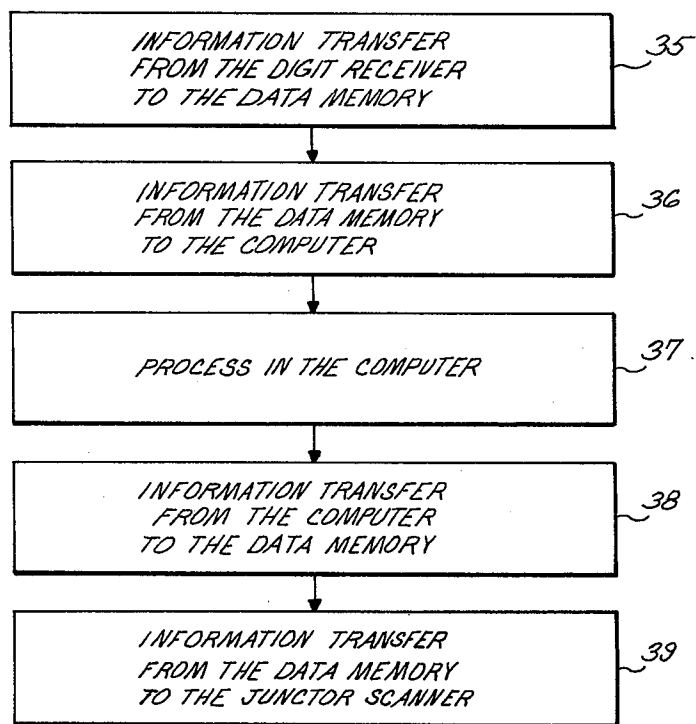 INFORMATION TRANSFER
FROM THE DIGIT RECEIVER
TO THE DATA MEMORY
35
INFORMATION TRANSFER
FROM THE DATA MEMORY
TO THE COMPUTER
36
PROCESS IN THE COMPUTER
37
INFORMATION TRANSFER
FROM THE COMPUTER
TO THE DATA MEMORY
38
INFORMATION TRANSFER
FROM THE DATA MEMORY
TO THE JUNCTOR SCANNER
39